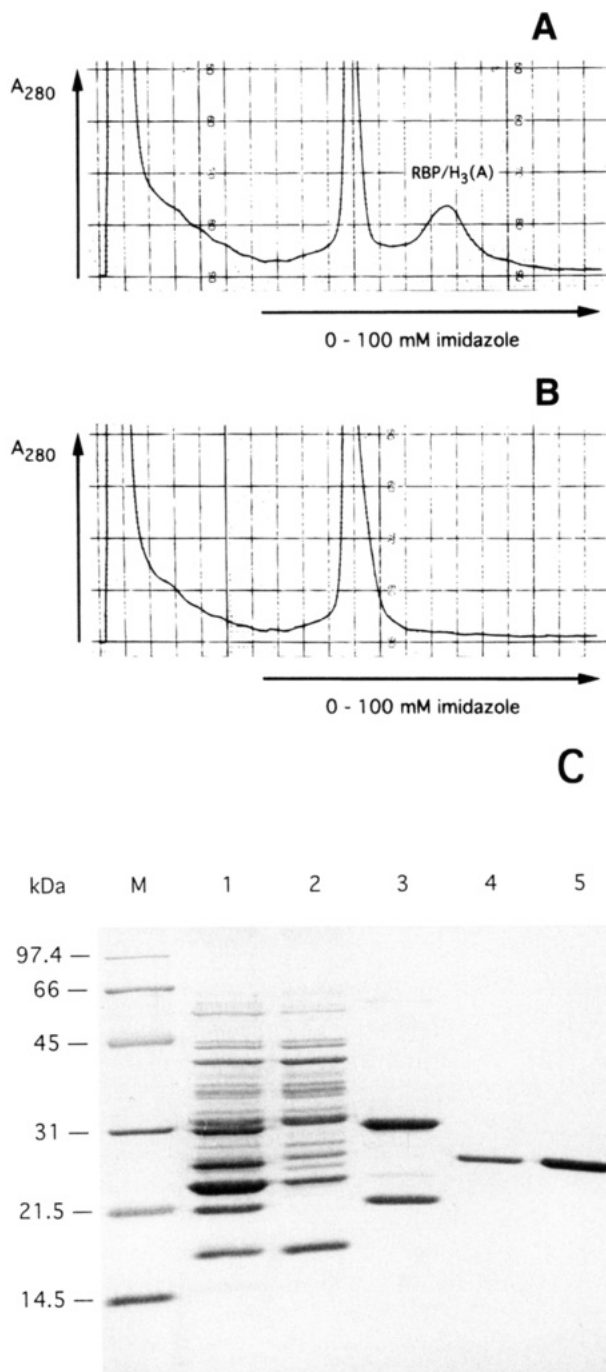 A
A280
RBP/H3(A)
0 - 100 mM imidazole
B
A280
0 - 100 mM imidazole
C
kDa M 1 2 3 4 5
97.4 —
66 —
45 —
31 —
21.5 —
14.5 —